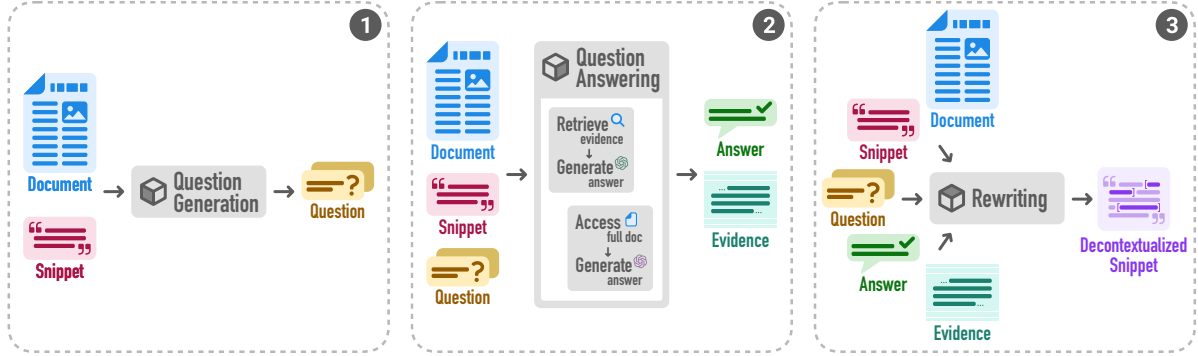 1
Document
Snippet
Question
Generation
Question
2
Document
Snippet
Question
Question
Answering
Retrieve
evidence
Generate
answer
Access
full doc
Generate
answer
Answer
Evidence
3
Document
Snippet
Question
Answer
Evidence
Rewriting
Decontextualized
Snippet